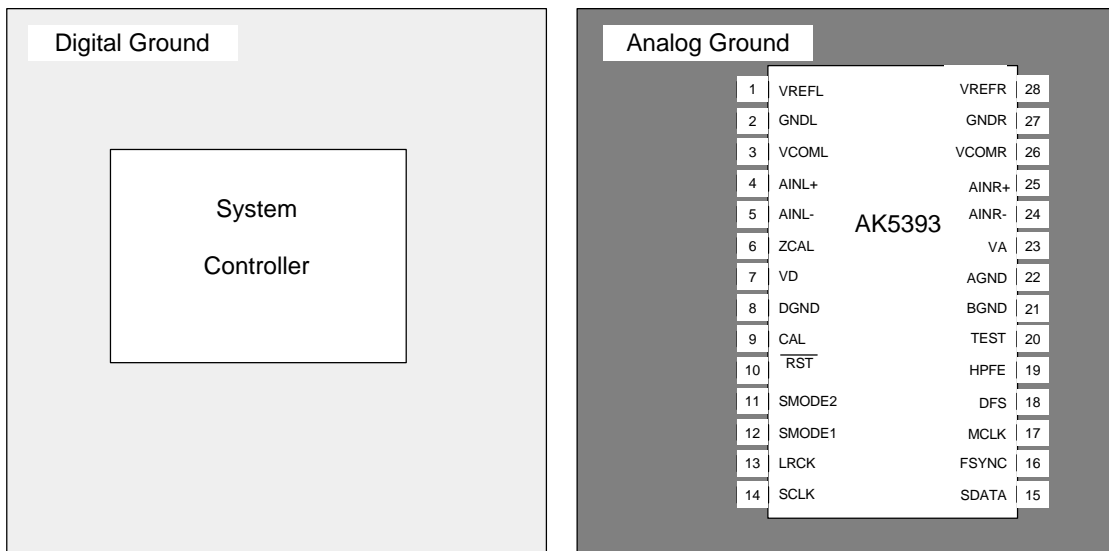 Digital Ground
System
Controller
Analog Ground
AK5393
1 VREFL
2 GNDL
3 VCOML
4 AINL+
5 AINL-
6 ZCAL
7 VD
8 DGND
9 CAL
10 RST
11 SMODE2
12 SMODE1
13 LRCK
14 SCLK
VREFR 28
GNDR 27
VCOMR 26
AINR+ 25
AINR- 24
VA 23
AGND 22
BGND 21
TEST 20
HPFE 19
DFS 18
MCLK 17
FSYNC 16
SDATA 15